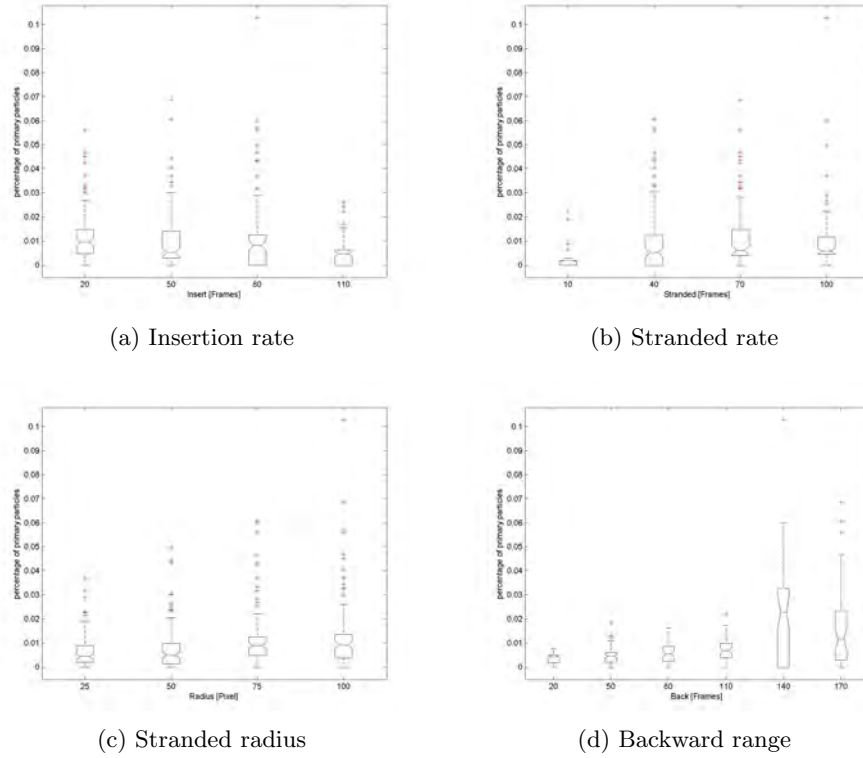 0.1
0.09
0.08
0.07
0.06
0.05
0.04
0.03
0.02
0.01
0
percentage of primary particles
20 50 80 110
Insert [Frames]
(a) Insertion rate
0.1
0.09
0.08
0.07
0.06
0.05
0.04
0.03
0.02
0.01
0
percentage of primary particles
10 40 70 100
Stranded [Frames]
(b) Stranded rate
0.1
0.09
0.08
0.07
0.06
0.05
0.04
0.03
0.02
0.01
0
percentage of primary particles
25 50 75 100
Radius [Pixel]
(c) Stranded radius
0.1
0.09
0.08
0.07
0.06
0.05
0.04
0.03
0.02
0.01
0
percentage of primary particles
20 50 80 110 140 170
Back [Frames]
(d) Backward range